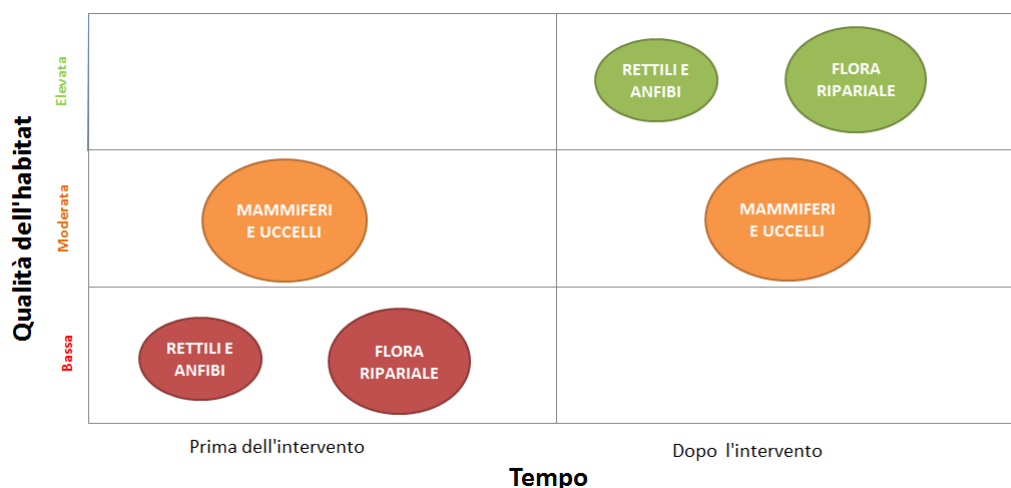 Qualità dell'habitat
Elevata
RETTILI E
ANFIBI
FLORA
RIPARIALE
Moderata
MAMMIFERI
E UCCELLI
MAMMIFERI
E UCCELLI
Bassa
RETTILI E
ANFIBI
FLORA
RIPARIALE
Prima dell'intervento
Dopo l'intervento
Tempo